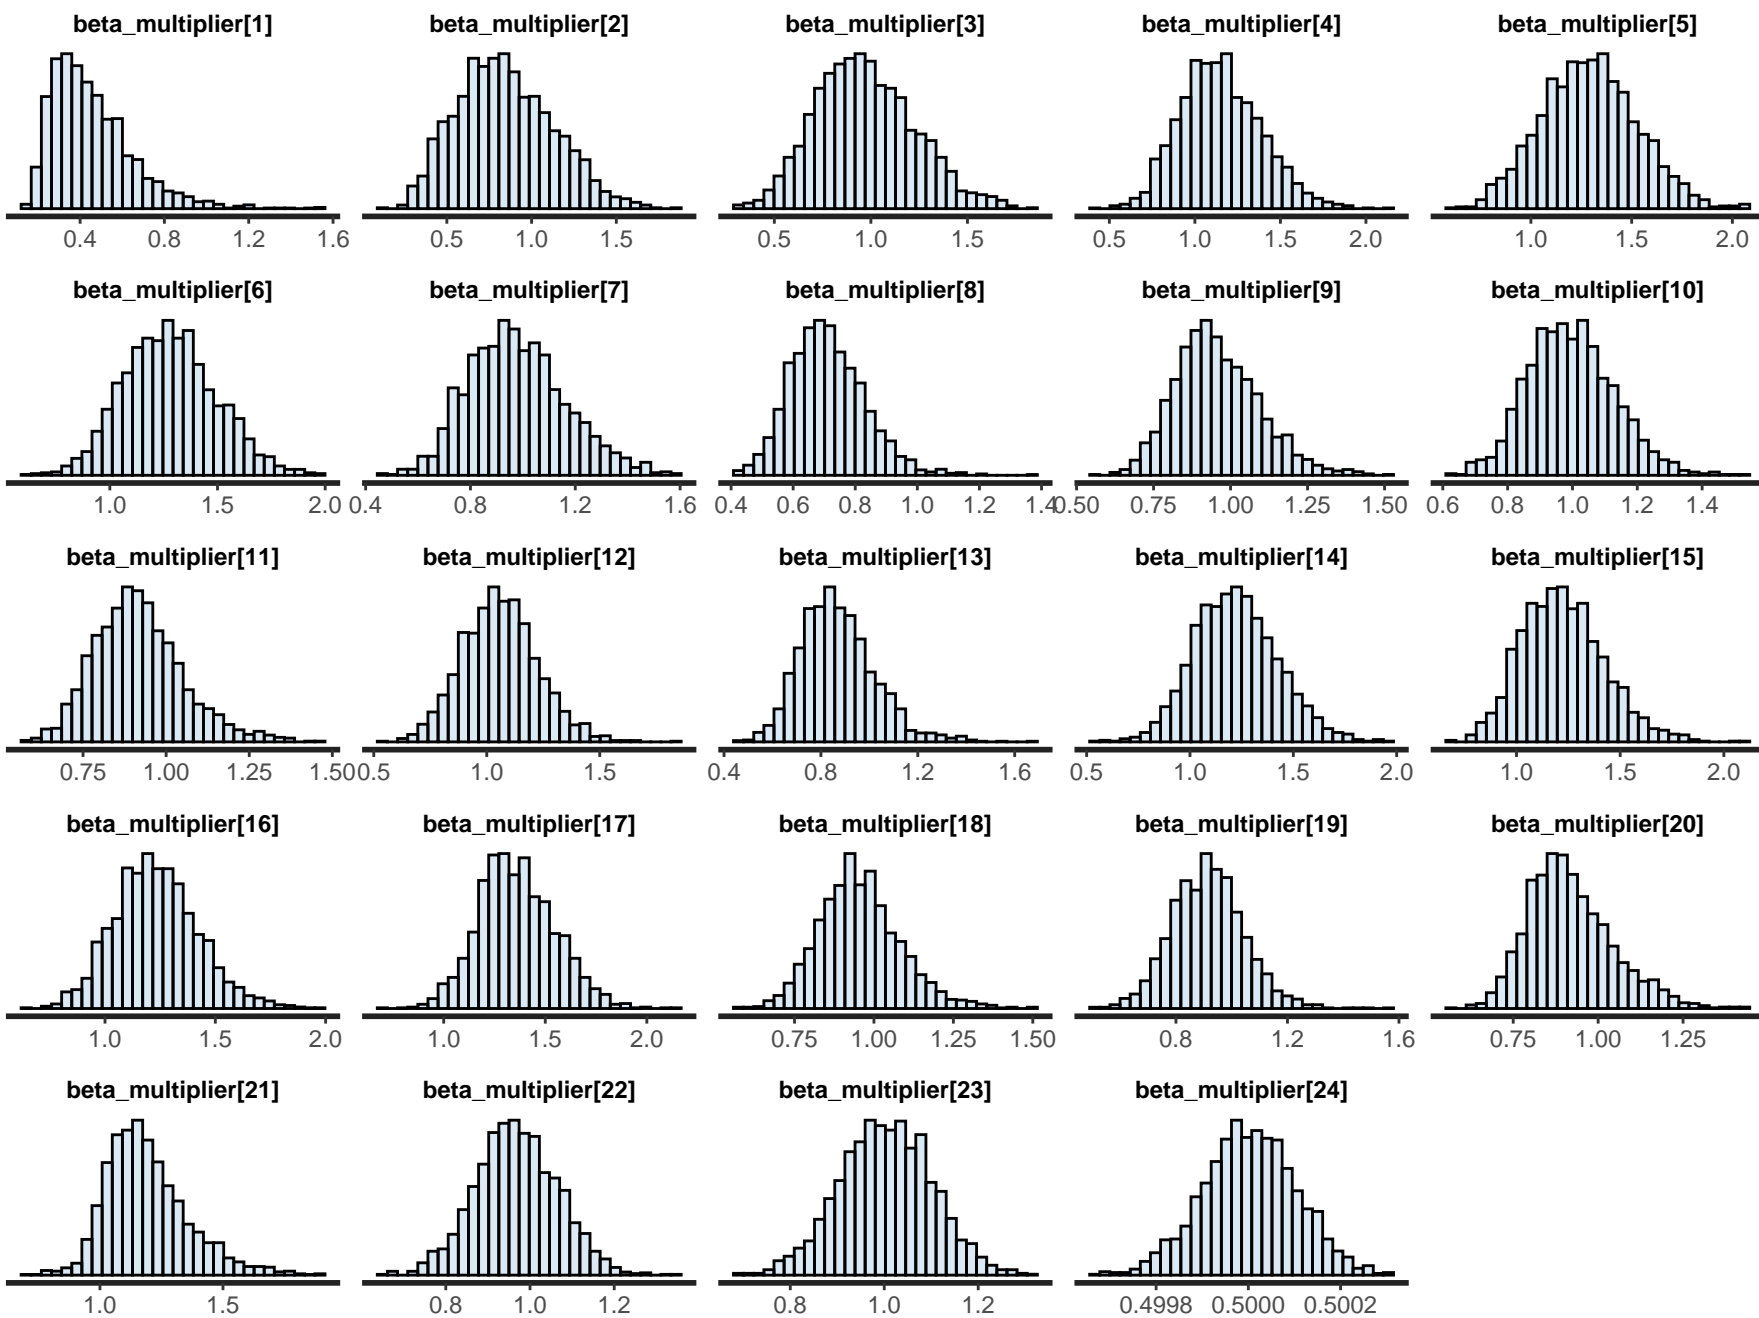 beta_multiplier[1] beta_multiplier[2] beta_multiplier[3] beta_multiplier[4] beta_multiplier[5]
0.4 0.8 1.2 1.6 0.5 1.0 1.5 0.5 1.0 1.5 0.5 1.0 1.5 2.0 1.0 1.5 2.0
beta_multiplier[6] beta_multiplier[7] beta_multiplier[8] beta_multiplier[9] beta_multiplier[10]
1.0 1.5 2.0 0.4 0.8 1.2 1.6 0.4 0.6 0.8 1.0 1.2 1.4 0.50 0.75 1.00 1.25 1.50 0.6 0.8 1.0 1.2 1.4
beta_multiplier[11] beta_multiplier[12] beta_multiplier[13] beta_multiplier[14] beta_multiplier[15]
0.75 1.00 1.25 1.50 0.5 1.0 1.5 0.4 0.8 1.2 1.6 0.5 1.0 1.5 2.0 1.0 1.5 2.0
beta_multiplier[16] beta_multiplier[17] beta_multiplier[18] beta_multiplier[19] beta_multiplier[20]
1.0 1.5 2.0 1.0 1.5 2.0 0.75 1.00 1.25 1.50 0.8 1.2 1.6 0.75 1.00 1.25
beta_multiplier[21] beta_multiplier[22] beta_multiplier[23] beta_multiplier[24]
1.0 1.5 0.8 1.0 1.2 0.8 1.0 1.2 0.4998 0.5000 0.5002